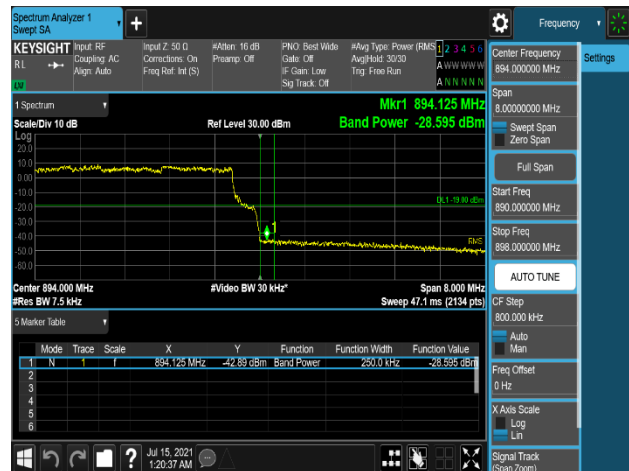 Spectrum Analyzer 1
Swept SA
+
Frequency
KEYSIGHT
RL
Input: RF
Coupling: AC
Align: Auto
Input Z: 50 Ω
Corrections: On
Freq Ref: Int (S)
#Atten: 16 dB
Preamp: Off
PNO: Best Wide
Gate: Off
IF Gain: Low
Sig Track: Off
#Avg Type: Power (RMS
Avg|Hold: 30/30
Trig: Free Run
1 2 3 4 5 6
A W W W W W
A N N N N N
LW
1 Spectrum
Scale/Div 10 dB
Ref Level 30.00 dBm
Mkr1 894.125 MHz
Band Power -28.595 dBm
Log
20.0
10.0
0.00
-10.0
-20.0
-30.0
-40.0
-50.0
-60.0
DL1 -19.00 dBm
1
RMS
Center 894.000 MHz
#Video BW 30 kHz*
Span 8.000 MHz
#Res BW 7.5 kHz
Sweep 47.1 ms (2134 pts)
5 Marker Table
Mode Trace Scale X Y Function Function Width Function Value
1 N 1 f 894.125 MHz -42.89 dBm Band Power 250.0 kHz -28.595 dBm
2
3
4
5
6
?
Jul 15, 2021
1:20:37 AM
Settings
Center Frequency
894.000000 MHz
Span
8.00000000 MHz
Swept Span
Zero Span
Full Span
Start Freq
890.000000 MHz
Stop Freq
898.000000 MHz
AUTO TUNE
CF Step
800.000 kHz
Auto
Man
Freq Offset
0 Hz
X Axis Scale
Log
Lin
Signal Track
(Span Zoom)